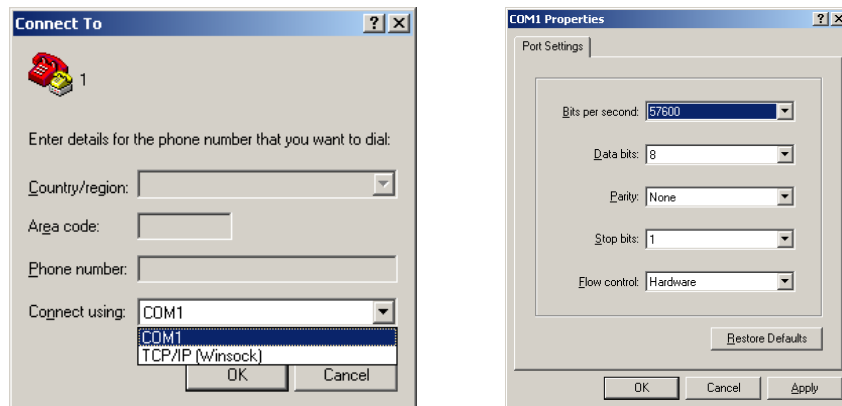 Connect To
1
Enter details for the phone number that you want to dial:
Country/region:
Area code:
Phone number:
Connect using: COM1
COM1
TCP/IP (Winsock)
OK Cancel
COM1 Properties
Port Settings
Bits per second: 57600
Data bits: 8
Parity: None
Stop bits: 1
Flow control: Hardware
Restore Defaults
OK Cancel Apply